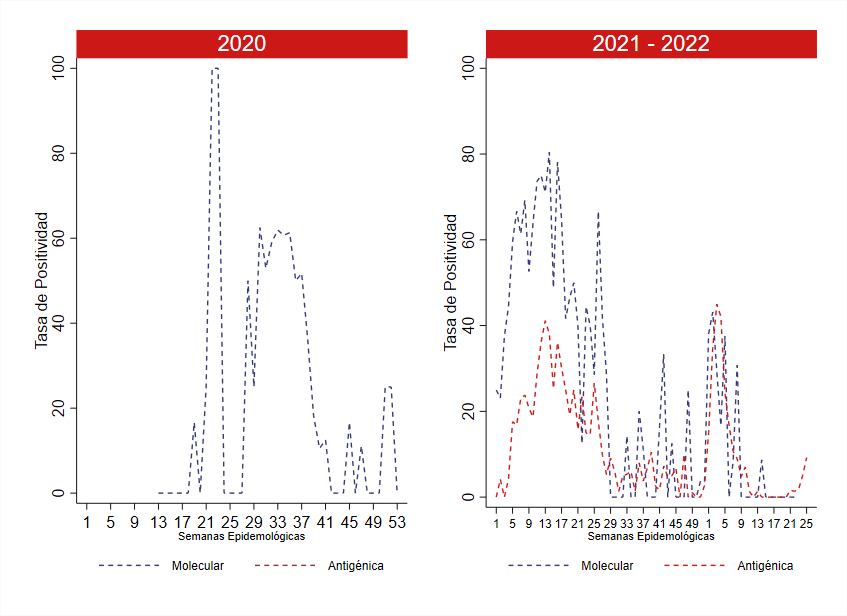 2020
Tasa de Positividad
100
80
60
40
20
0
1 5 9 13 17 21 25 29 33 37 41 45 49 53
Semanas Epidemológicas
Molecular Antigénica
2021 - 2022
Tasa de Positividad
100
80
60
40
20
0
1 5 9 13 17 21 25 29 33 37 41 45 49 1 5 9 13 17 21 25
Semanas Epidemológicas
Molecular Antigénica